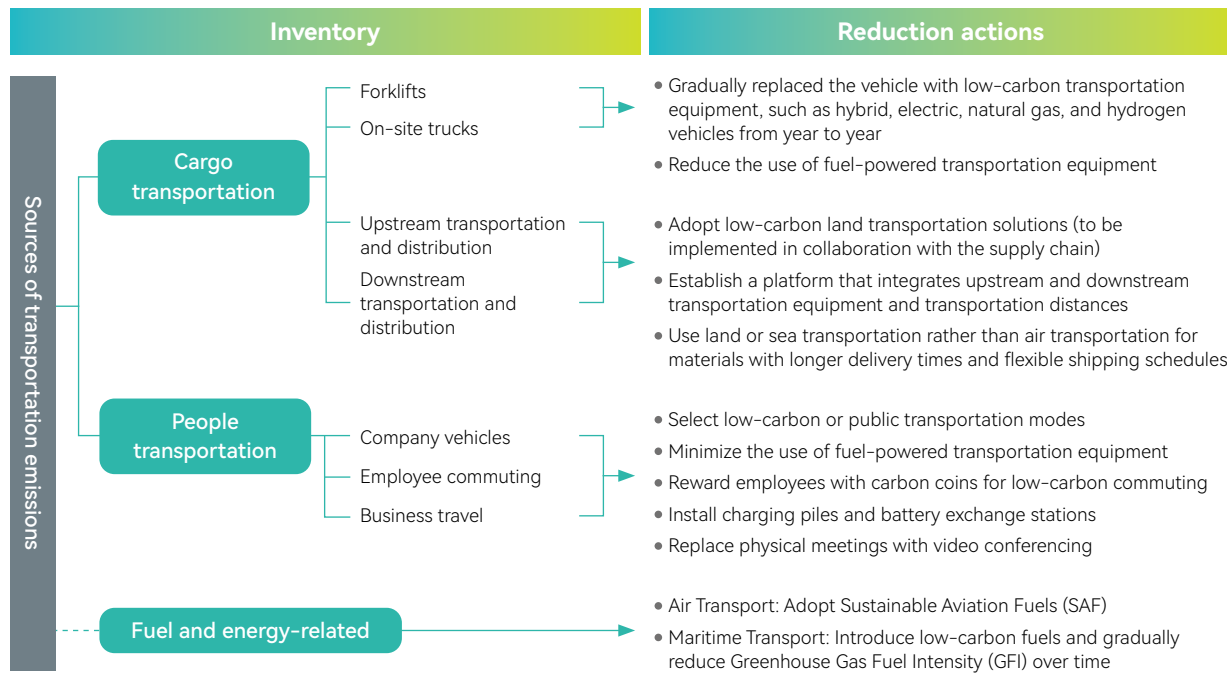 Inventory
Reduction actions
Sources of transportation emissions
Cargo
transportation
Forklifts
On-site trucks
• Gradually replaced the vehicle with low-carbon transportation
equipment, such as hybrid, electric, natural gas, and hydrogen
vehicles from year to year
• Reduce the use of fuel-powered transportation equipment
Upstream transportation
and distribution
Downstream
transportation and
distribution
• Adopt low-carbon land transportation solutions (to be
implemented in collaboration with the supply chain)
• Establish a platform that integrates upstream and downstream
transportation equipment and transportation distances
• Use land or sea transportation rather than air transportation for
materials with longer delivery times and flexible shipping schedules
People
transportation
Company vehicles
Employee commuting
Business travel
• Select low-carbon or public transportation modes
• Minimize the use of fuel-powered transportation equipment
• Reward employees with carbon coins for low-carbon commuting
• Install charging piles and battery exchange stations
• Replace physical meetings with video conferencing
Fuel and energy-related
• Air Transport: Adopt Sustainable Aviation Fuels (SAF)
• Maritime Transport: Introduce low-carbon fuels and gradually
reduce Greenhouse Gas Fuel Intensity (GFI) over time